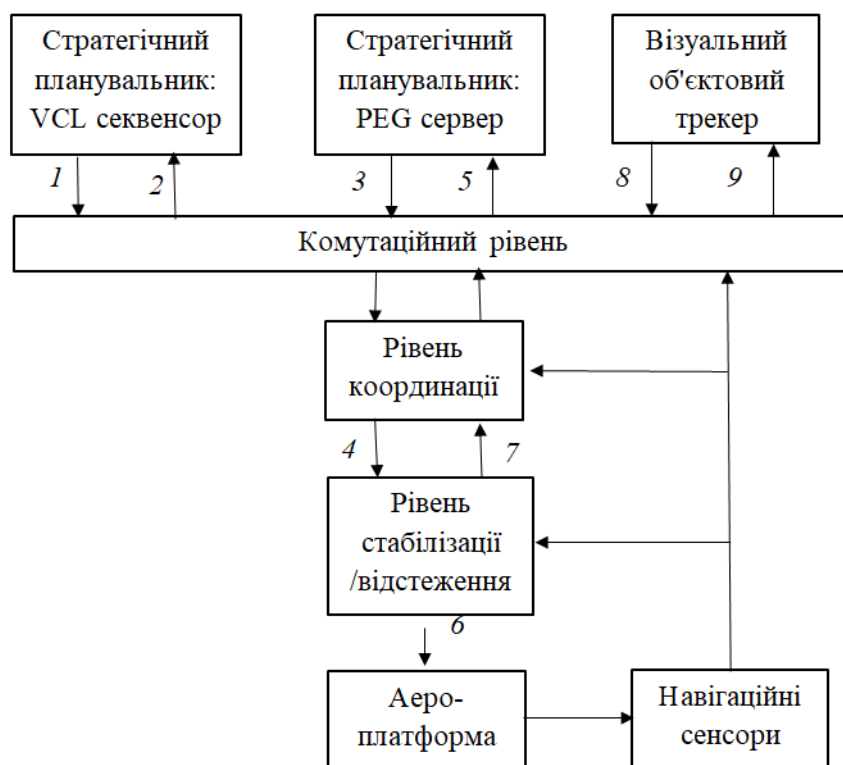 Стратегічний
планувальник:
VCL секвенсор
Стратегічний
планувальник:
PEG сервер
Візуальний
об'єктовий
трекер
1
2
3
5
8
9
Комутаційний рівень
Рівень
координації
4
7
Рівень
стабілізації
/відстеження
6
Аеро-
платформа
Навігаційні
сенсори